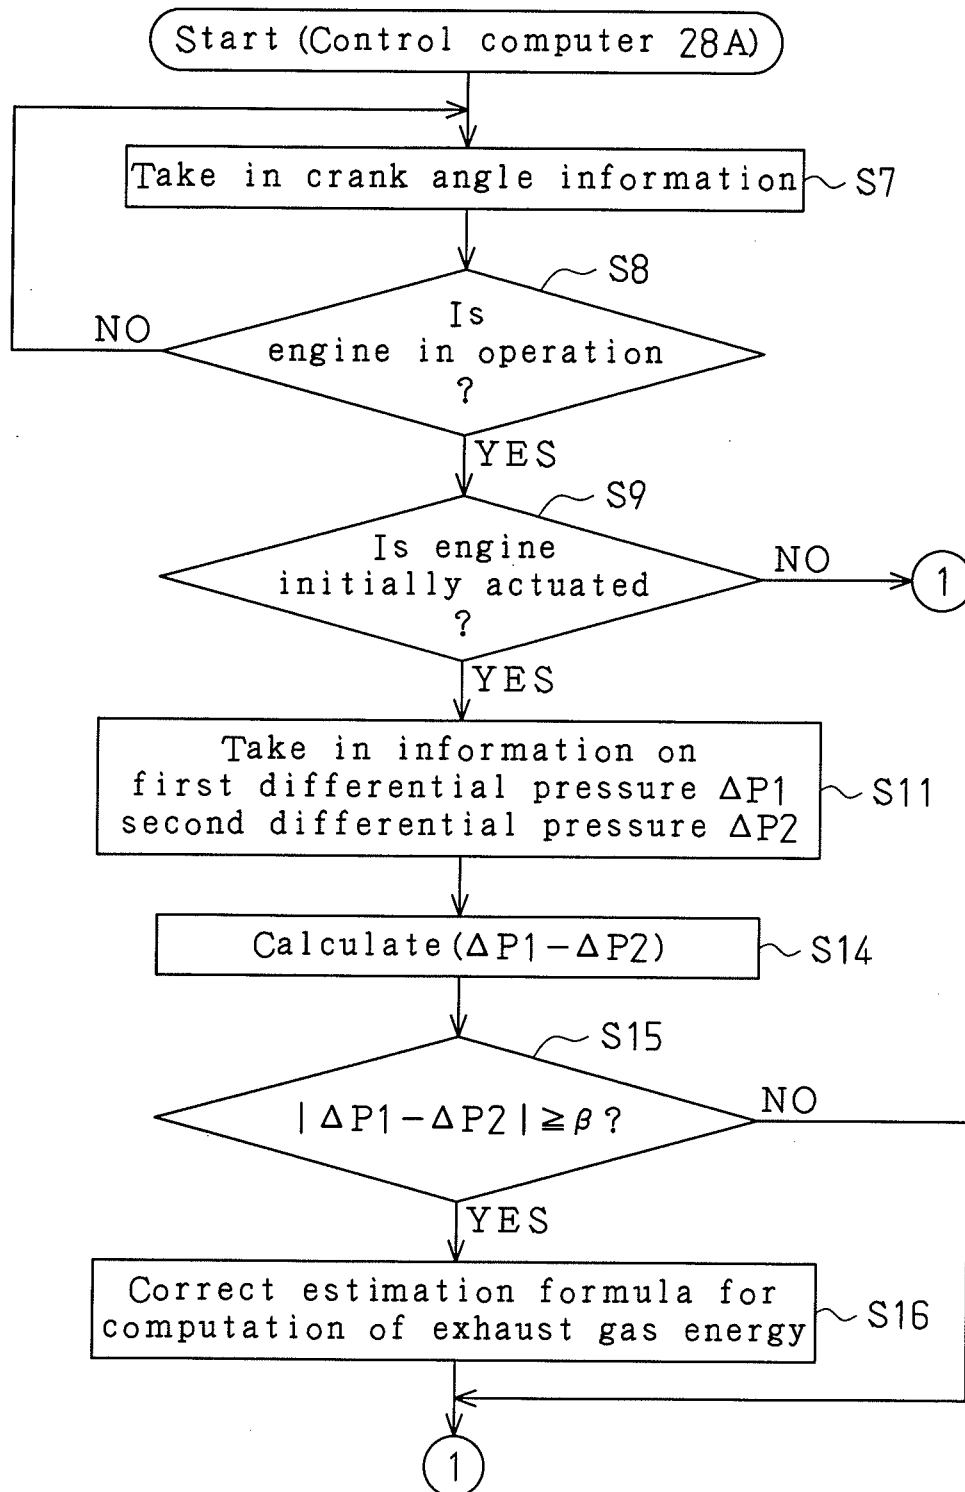 Start (Control computer 28A)
Take in crank angle information
S7
S8
Is
engine in operation
?
NO
YES
S9
Is engine
initially actuated
?
NO
1
YES
Take in information on
first differential pressure ΔP1
second differential pressure ΔP2
S11
Calculate (ΔP1-ΔP2)
S14
S15
|ΔP1-ΔP2|≧β?
NO
YES
Correct estimation formula for
computation of exhaust gas energy
S16
1